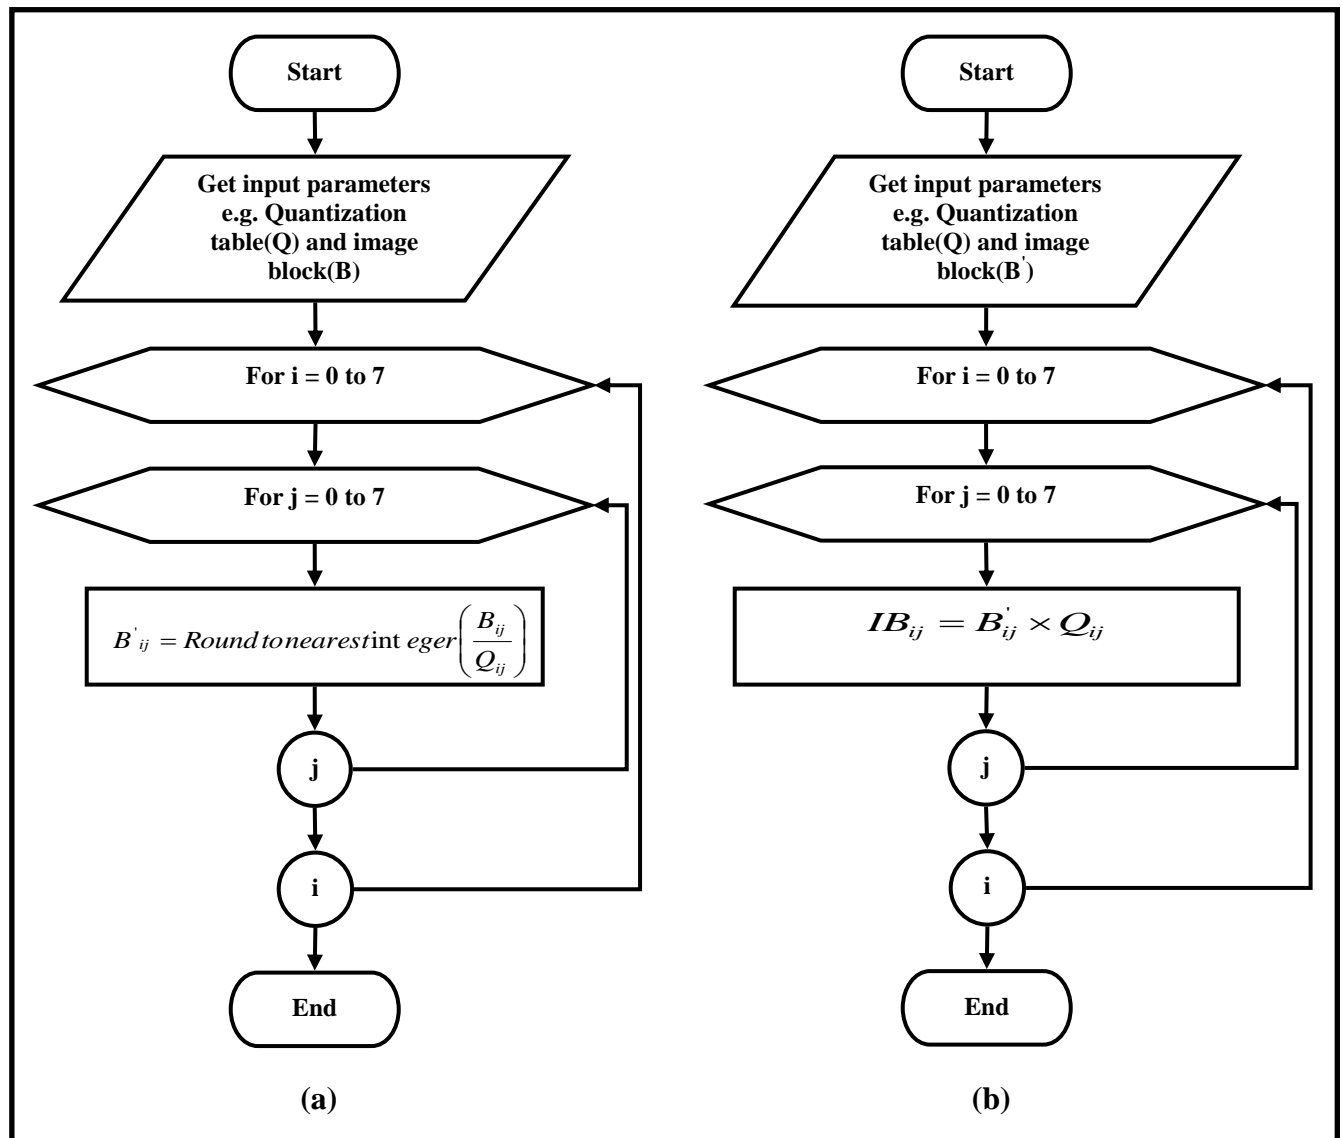 Start
Get input parameters
e.g. Quantization
table(Q) and image
block(B)
For i = 0 to 7
For j = 0 to 7
B'ij = Round to nearest int eger(Bij/Qij)
j
i
End
(a)
Start
Get input parameters
e.g. Quantization
table(Q) and image
block(B')
For i = 0 to 7
For j = 0 to 7
IBij = B'ij × Qij
j
i
End
(b)